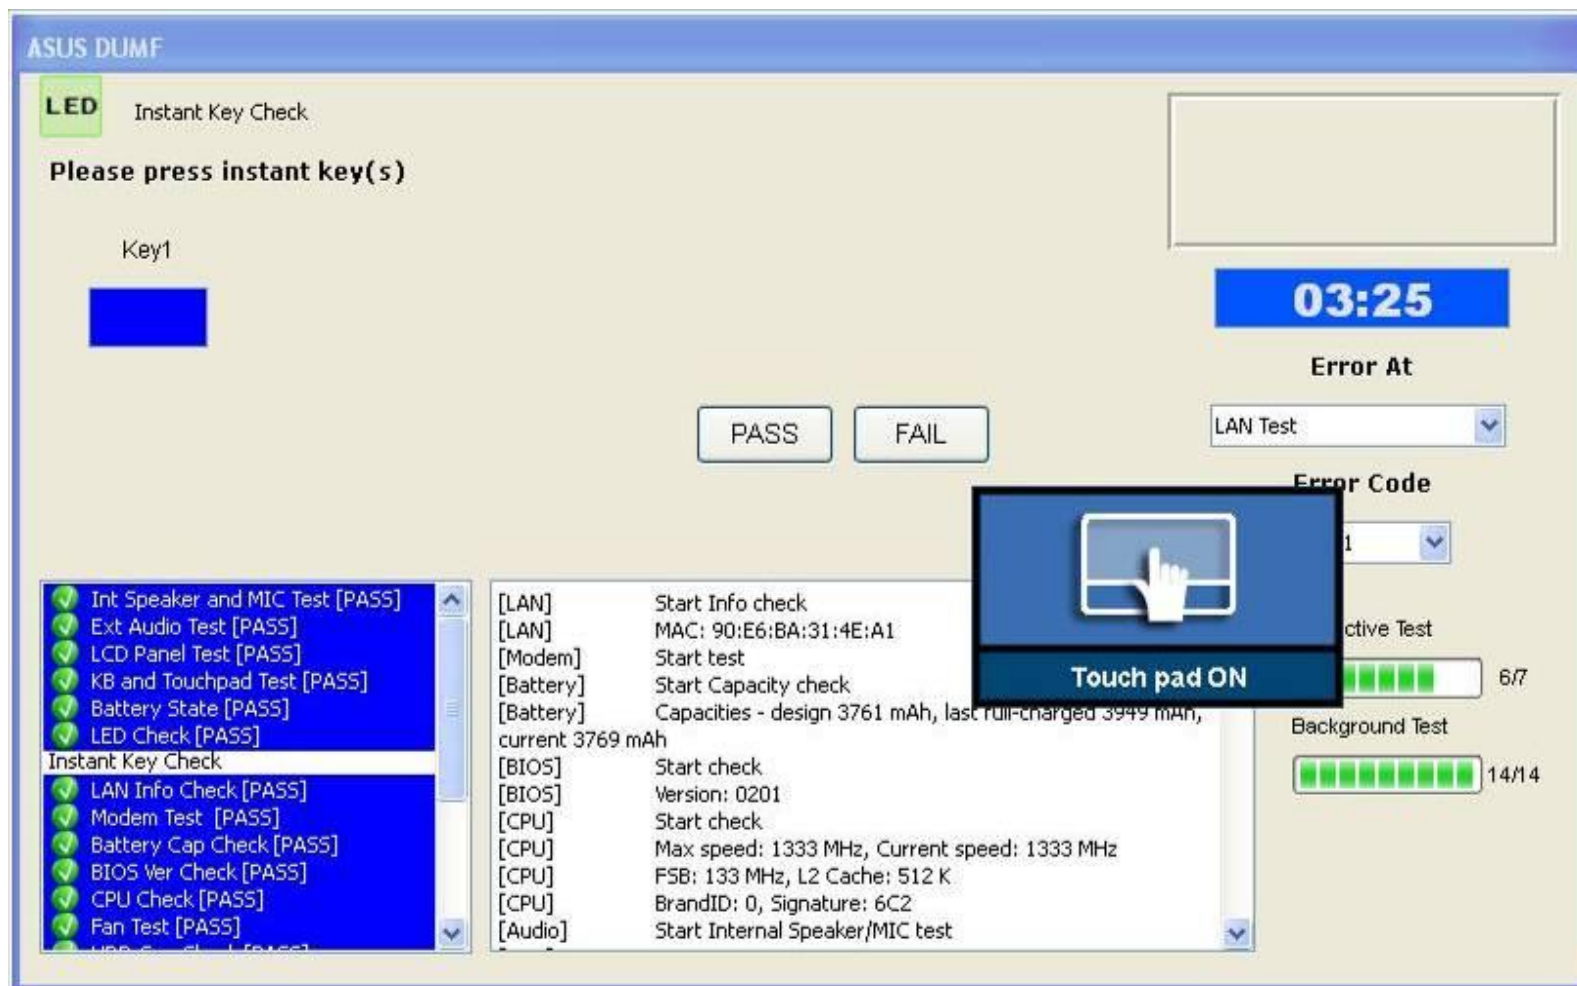 ASUS DUMF
LED
Instant Key Check
Please press instant key(s)
Key1
03:25
Error At
PASS
FAIL
LAN Test
Error Code
1
Touch pad ON
ctive Test
6/7
Background Test
14/14
Int Speaker and MIC Test [PASS]
Ext Audio Test [PASS]
LCD Panel Test [PASS]
KB and Touchpad Test [PASS]
Battery State [PASS]
LED Check [PASS]
Instant Key Check
LAN Info Check [PASS]
Modem Test [PASS]
Battery Cap Check [PASS]
BIOS Ver Check [PASS]
CPU Check [PASS]
Fan Test [PASS]
[LAN] Start Info check
[LAN] MAC: 90:E6:BA:31:4E:A1
[Modem] Start test
[Battery] Start Capacity check
[Battery] Capacities - design 3761 mAh, last full-charged 3949 mAh,
current 3769 mAh
[BIOS] Start check
[BIOS] Version: 0201
[CPU] Start check
[CPU] Max speed: 1333 MHz, Current speed: 1333 MHz
[CPU] FSB: 133 MHz, L2 Cache: 512 K
[CPU] BrandID: 0, Signature: 6C2
[Audio] Start Internal Speaker/MIC test